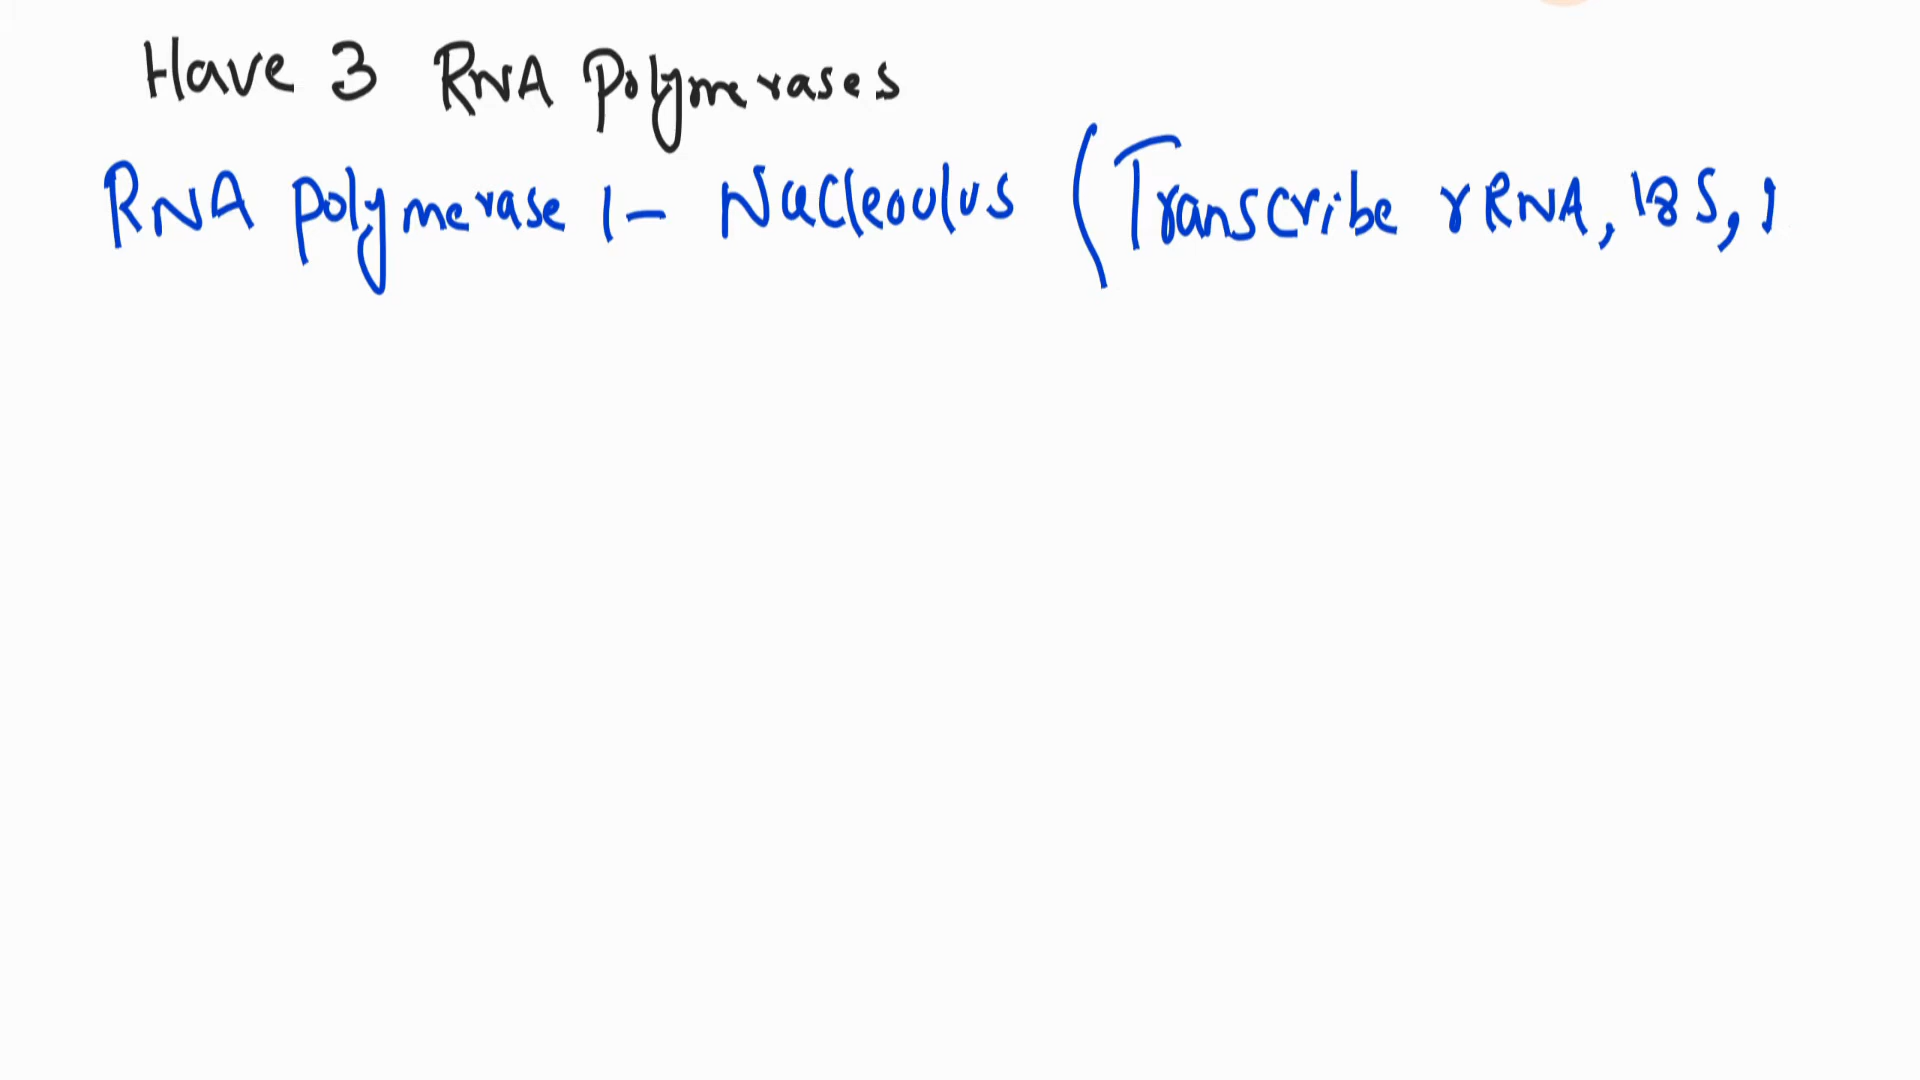 Have 3 RNA Polymerases
RNA polymerase 1 - Nucleoulus (Transcribe rRNA, 18S,